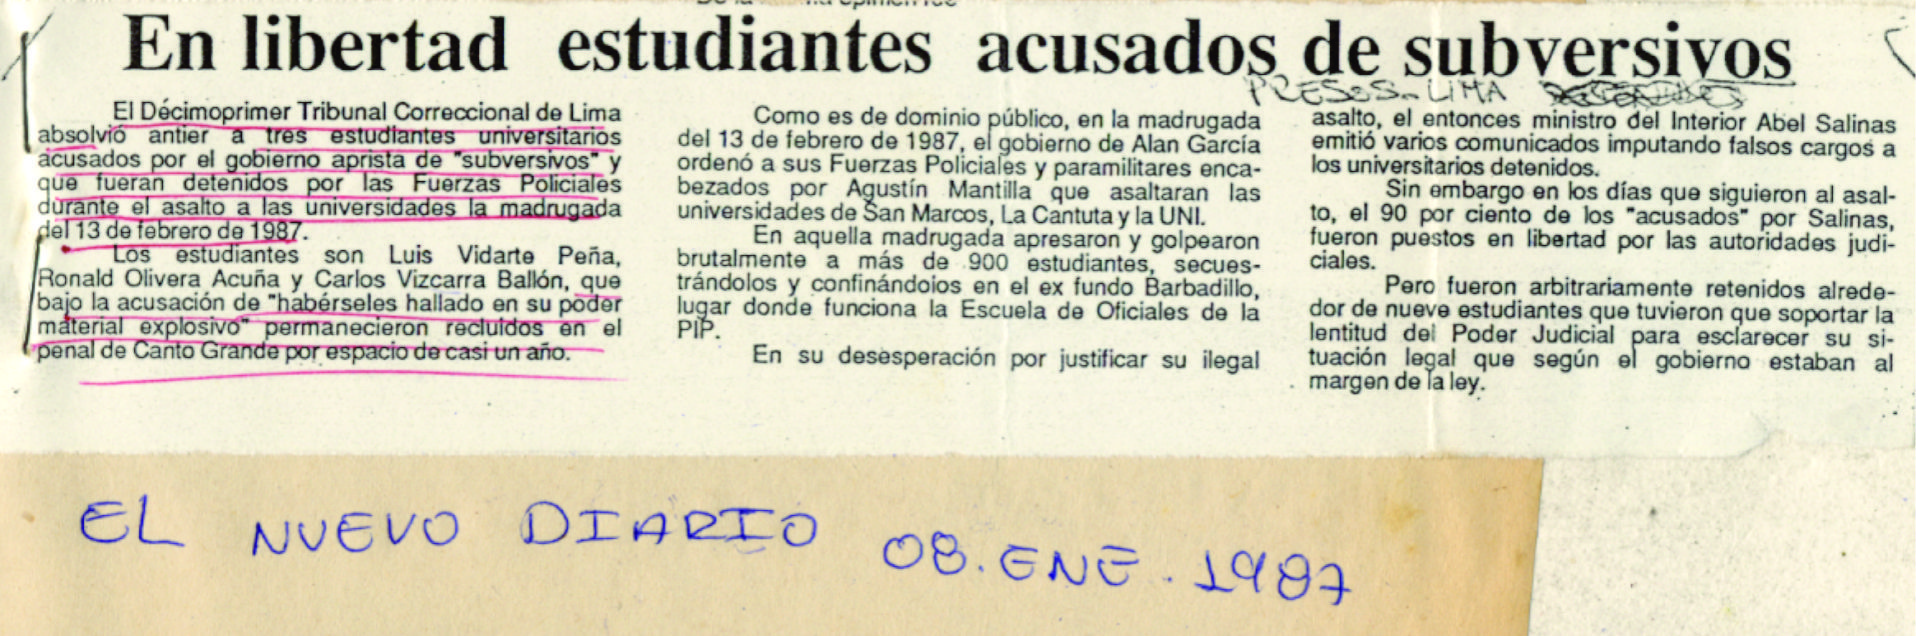 En libertad estudiantes acusados de subversivos
PRESOS - LIMA
El Décimoprimer Tribunal Correccional de Lima
absolvió antier a tres estudiantes universitarios
acusados por el gobierno aprista de "subversivos" y
que fueran detenidos por las Fuerzas Policiales
durante el asalto a las universidades la madrugada
del 13 de febrero de 1987.
Los estudiantes son Luis Vidarte Peña,
Ronald Olivera Acuña y Carlos Vizcarra Ballón, que
bajo la acusación de "habérseles hallado en su poder
material explosivo" permanecieron recluidos en el
penal de Canto Grande por espacio de casi un año.
Como es de dominio público, en la madrugada
del 13 de febrero de 1987, el gobierno de Alan García
ordenó a sus Fuerzas Policiales y paramilitares enca-
bezados por Agustín Mantilla que asaltaran las
universidades de San Marcos, La Cantuta y la UNI.
En aquella madrugada apresaron y golpearon
brutalmente a más de 900 estudiantes, secues-
trándolos y confinándolos en el ex fundo Barbadillo,
lugar donde funciona la Escuela de Oficiales de la
PIP.
En su desesperación por justificar su ilegal
asalto, el entonces ministro del Interior Abel Salinas
emitió varios comunicados imputando falsos cargos a
los universitarios detenidos.
Sin embargo en los días que siguieron al asal-
to, el 90 por ciento de los "acusados" por Salinas,
fueron puestos en libertad por las autoridades judi-
ciales.
Pero fueron arbitrariamente retenidos alrede-
dor de nueve estudiantes que tuvieron que soportar la
lentitud del Poder Judicial para esclarecer su si-
tuación legal que según el gobierno estaban al
margen de la ley.
EL NUEVO DIARIO 08.ENE.1987